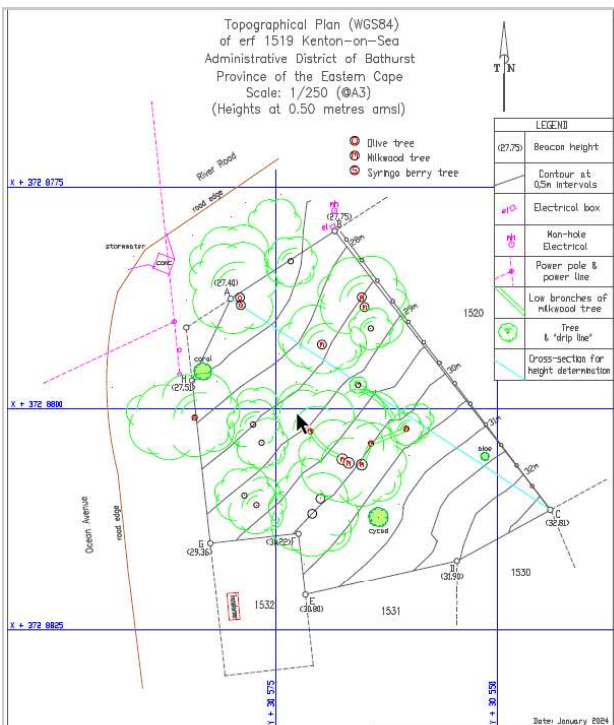 Topographical Plan (WGS84)
of erf 1519 Kenton-on-Sea
Administrative District of Bathurst
Province of the Eastern Cape
Scale: 1/250 (@A3)
(Heights at 0.50 metres amsl)
T N
Olive tree
Milkwood tree
Syringa berry tree
LEGEND
(27.75) Beacon height
Contour at
0,5m intervals
el Electrical box
mh Man-hole
Electrical
Power pole &
power line
Low branches of
milkwood tree
Tree
& "drip line"
Cross-section for
height determination
X + 372 8775
River Road
road edge
stormwater
conc.
mh
(27.75)
el
B
28m
(27.40)
A
29m
1520
coral
H
(27.51)
30m
X + 372 8800
31m
aloe
32m
C
(32.81)
Ocean Avenue
road edge
cycad
G
(29.36)
F
D
(31.90)
1530
E
(30.80)
1532
1531
X + 372 8825
Y + 30 575
Y + 30 550
Date: January 2024